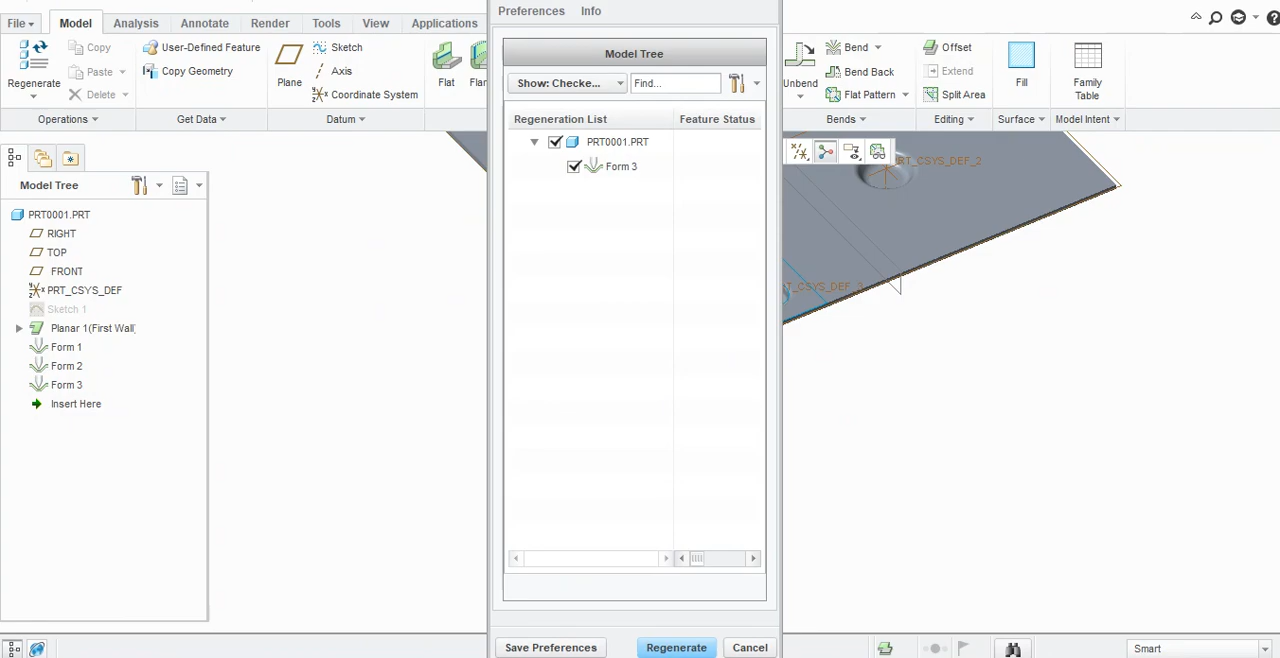 Preferences Info
File Model Analysis Annotate Render Tools View Applications
Regenerate
Copy
Paste
Delete
User-Defined Feature
Copy Geometry
Plane
Sketch
Axis
Coordinate System
Flat
Bend
Unbend
Bend Back
Flat Pattern
Offset
Extend
Split Area
Fill
Family
Table
Operations Get Data Datum Bends Editing Surface Model Intent
Model Tree
PRT0001.PRT
RIGHT
TOP
FRONT
PRT_CSYS_DEF
Sketch 1
Planar 1(First Wall
Form 1
Form 2
Form 3
Insert Here
Model Tree
Show: Checke... Find...
Regeneration List Feature Status
PRT0001.PRT
Form 3
Save Preferences Regenerate Cancel
Smart